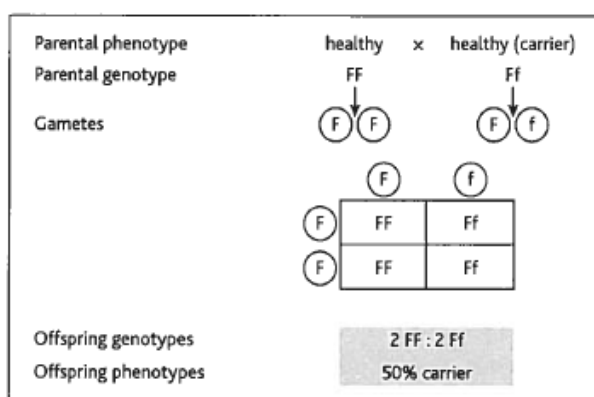 Parental phenotype healthy × healthy (carrier)
Parental genotype FF Ff
Gametes F F F f
F f
F FF Ff
F FF Ff
Offspring genotypes 2 FF : 2 Ff
Offspring phenotypes 50% carrier